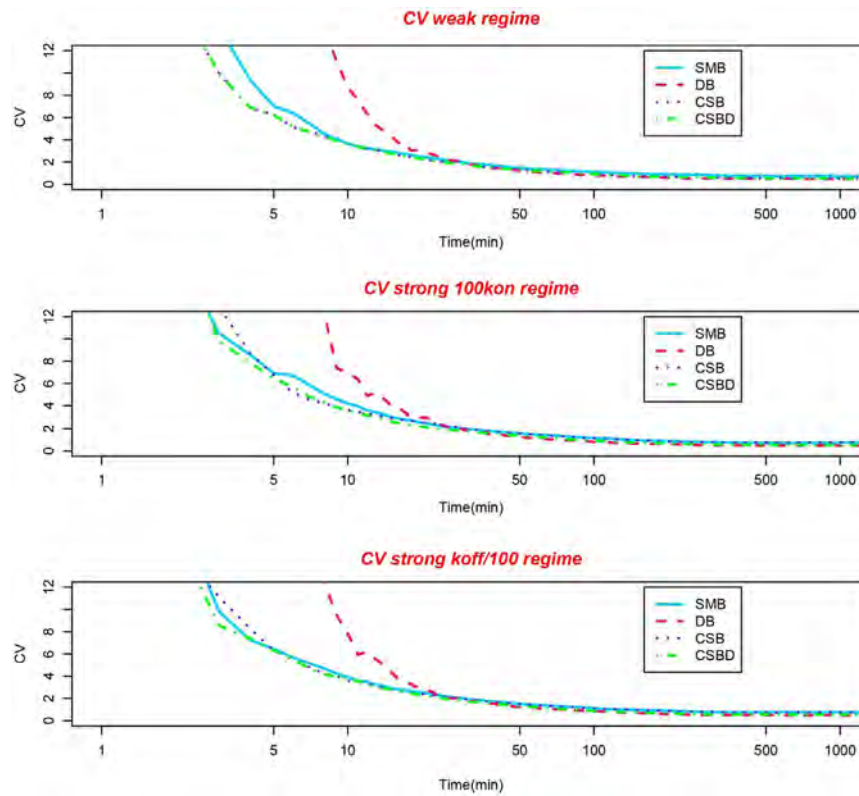 CV weak regime
12
10
8
6
4
2
0
CV
SMB
DB
CSB
CSBD
1
5
10
50
100
500
1000
Time(min)
CV strong 100kon regime
12
8
6
4
2
0
CV
SMB
DB
CSB
CSBD
1
5
10
50
100
500
1000
Time(min)
CV strong koff/100 regime
12
8
6
4
2
0
CV
SMB
DB
CSB
CSBD
1
5
10
50
100
500
1000
Time(min)